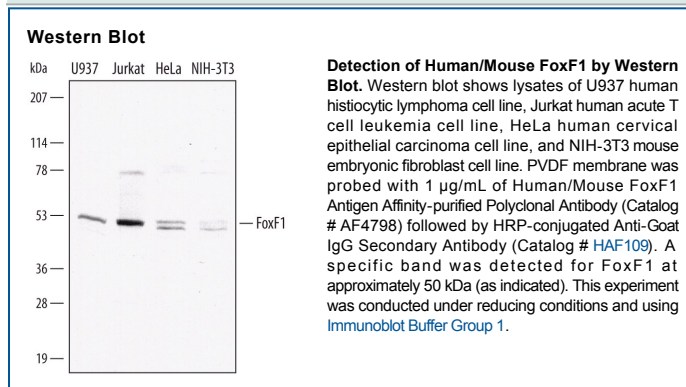 Western Blot
kDa U937 Jurkat HeLa NIH-3T3
207
114
78
53
FoxF1
36
28
19
Detection of Human/Mouse FoxF1 by Western
Blot. Western blot shows lysates of U937 human
histiocytic lymphoma cell line, Jurkat human acute T
cell leukemia cell line, HeLa human cervical
epithelial carcinoma cell line, and NIH-3T3 mouse
embryonic fibroblast cell line. PVDF membrane was
probed with 1 µg/mL of Human/Mouse FoxF1
Antigen Affinity-purified Polyclonal Antibody (Catalog
# AF4798) followed by HRP-conjugated Anti-Goat
IgG Secondary Antibody (Catalog # HAF109). A
specific band was detected for FoxF1 at
approximately 50 kDa (as indicated). This experiment
was conducted under reducing conditions and using
Immunoblot Buffer Group 1.